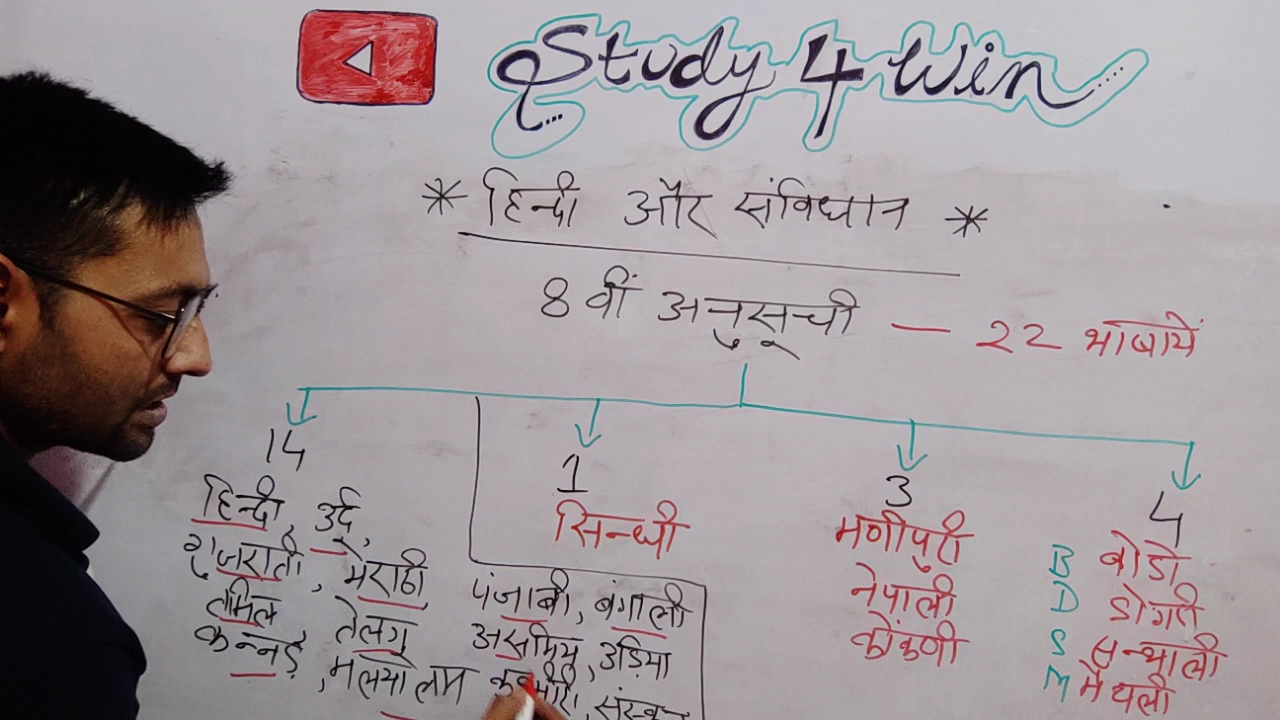 Study 4 Win
* हिन्दी और संविधान *
8 वीं अनुसूची — 22 भाषायें
14
हिन्दी, उर्दू,
गुजराती, मराठी
तमिल तेलगु
कन्नड़, मलयालम
पंजाबी, बंगाली
असमिय, उडिया
कश्मीरी, संस्कृत
1
सिन्धी
3
मणीपुरी
नेपाली
कोंकणी
4
B बोडो
D डोगरी
S सन्थाली
M मैथली